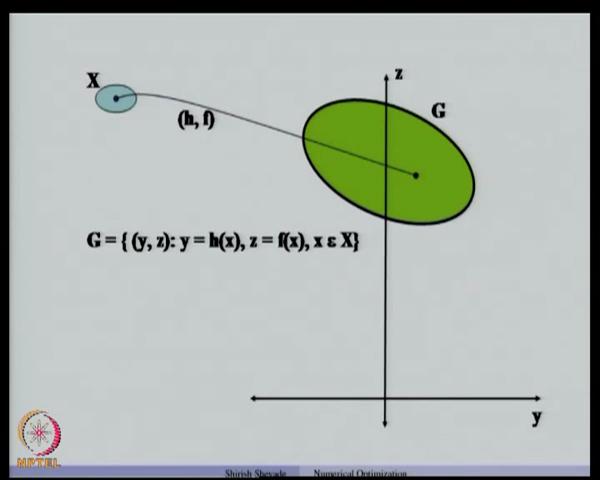 X
z
G
(h, f)
G = { (y, z): y = h(x), z = f(x), x ε X}
y
NPTEL
Shirish Shevade Numerical Optimization